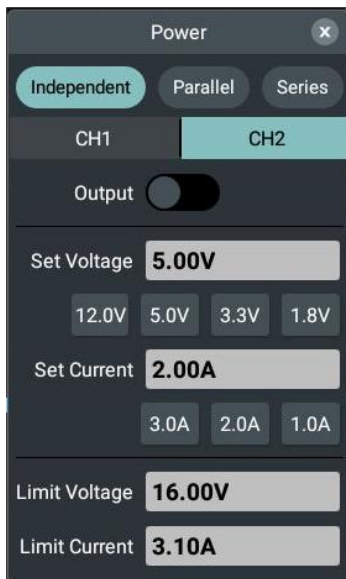 Power x
Independent Parallel Series
CH1 CH2
Output
Set Voltage 5.00V
12.0V 5.0V 3.3V 1.8V
Set Current 2.00A
3.0A 2.0A 1.0A
Limit Voltage 16.00V
Limit Current 3.10A